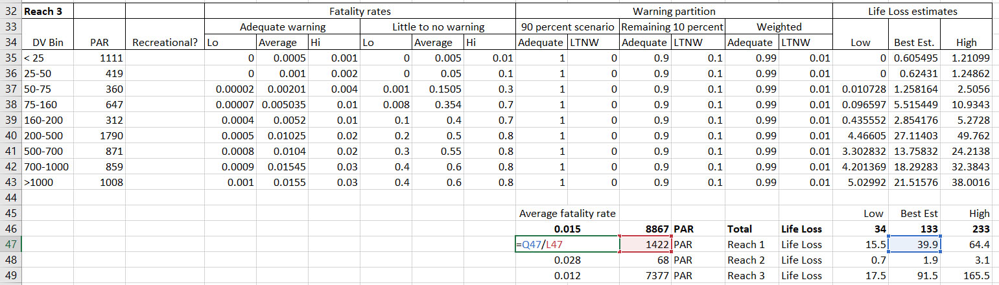 32 Reach 3 Fatality rates Warning partition Life Loss estimates
33 Adequate warning Little to no warning 90 percent scenario Remaining 10 percent Weighted
34 DV Bin PAR Recreational? Lo Average Hi Lo Average Hi Adequate LTNW Adequate LTNW Adequate LTNW Low Best Est. High
35 < 25 1111 0 0.0005 0.001 0 0.005 0.01 1 0 0.9 0.1 0.99 0.01 0 0.605495 1.21099
36 25-50 419 0 0.001 0.002 0 0.05 0.1 1 0 0.9 0.1 0.99 0.01 0 0.62431 1.24862
37 50-75 360 0.00002 0.00201 0.004 0.001 0.1505 0.3 1 0 0.9 0.1 0.99 0.01 0.010728 1.258164 2.5056
38 75-160 647 0.00007 0.005035 0.01 0.008 0.354 0.7 1 0 0.9 0.1 0.99 0.01 0.096597 5.515449 10.9343
39 160-200 312 0.0004 0.0052 0.01 0.1 0.4 0.7 1 0 0.9 0.1 0.99 0.01 0.435552 2.854176 5.2728
40 200-500 1790 0.0005 0.01025 0.02 0.2 0.5 0.8 1 0 0.9 0.1 0.99 0.01 4.46605 27.11403 49.762
41 500-700 871 0.0008 0.0104 0.02 0.3 0.55 0.8 1 0 0.9 0.1 0.99 0.01 3.302832 13.75832 24.2138
42 700-1000 859 0.0009 0.01545 0.03 0.4 0.6 0.8 1 0 0.9 0.1 0.99 0.01 4.201369 18.29283 32.3843
43 >1000 1008 0.001 0.0155 0.03 0.4 0.6 0.8 1 0 0.9 0.1 0.99 0.01 5.02992 21.51576 38.0016
44
45 Average fatality rate Low Best Est High
46 0.015 8867 PAR Total Life Loss 34 133 233
47 =Q47/L47 1422 PAR Reach 1 Life Loss 15.5 39.9 64.4
48 0.028 68 PAR Reach 2 Life Loss 0.7 1.9 3.1
49 0.012 7377 PAR Reach 3 Life Loss 17.5 91.5 165.5